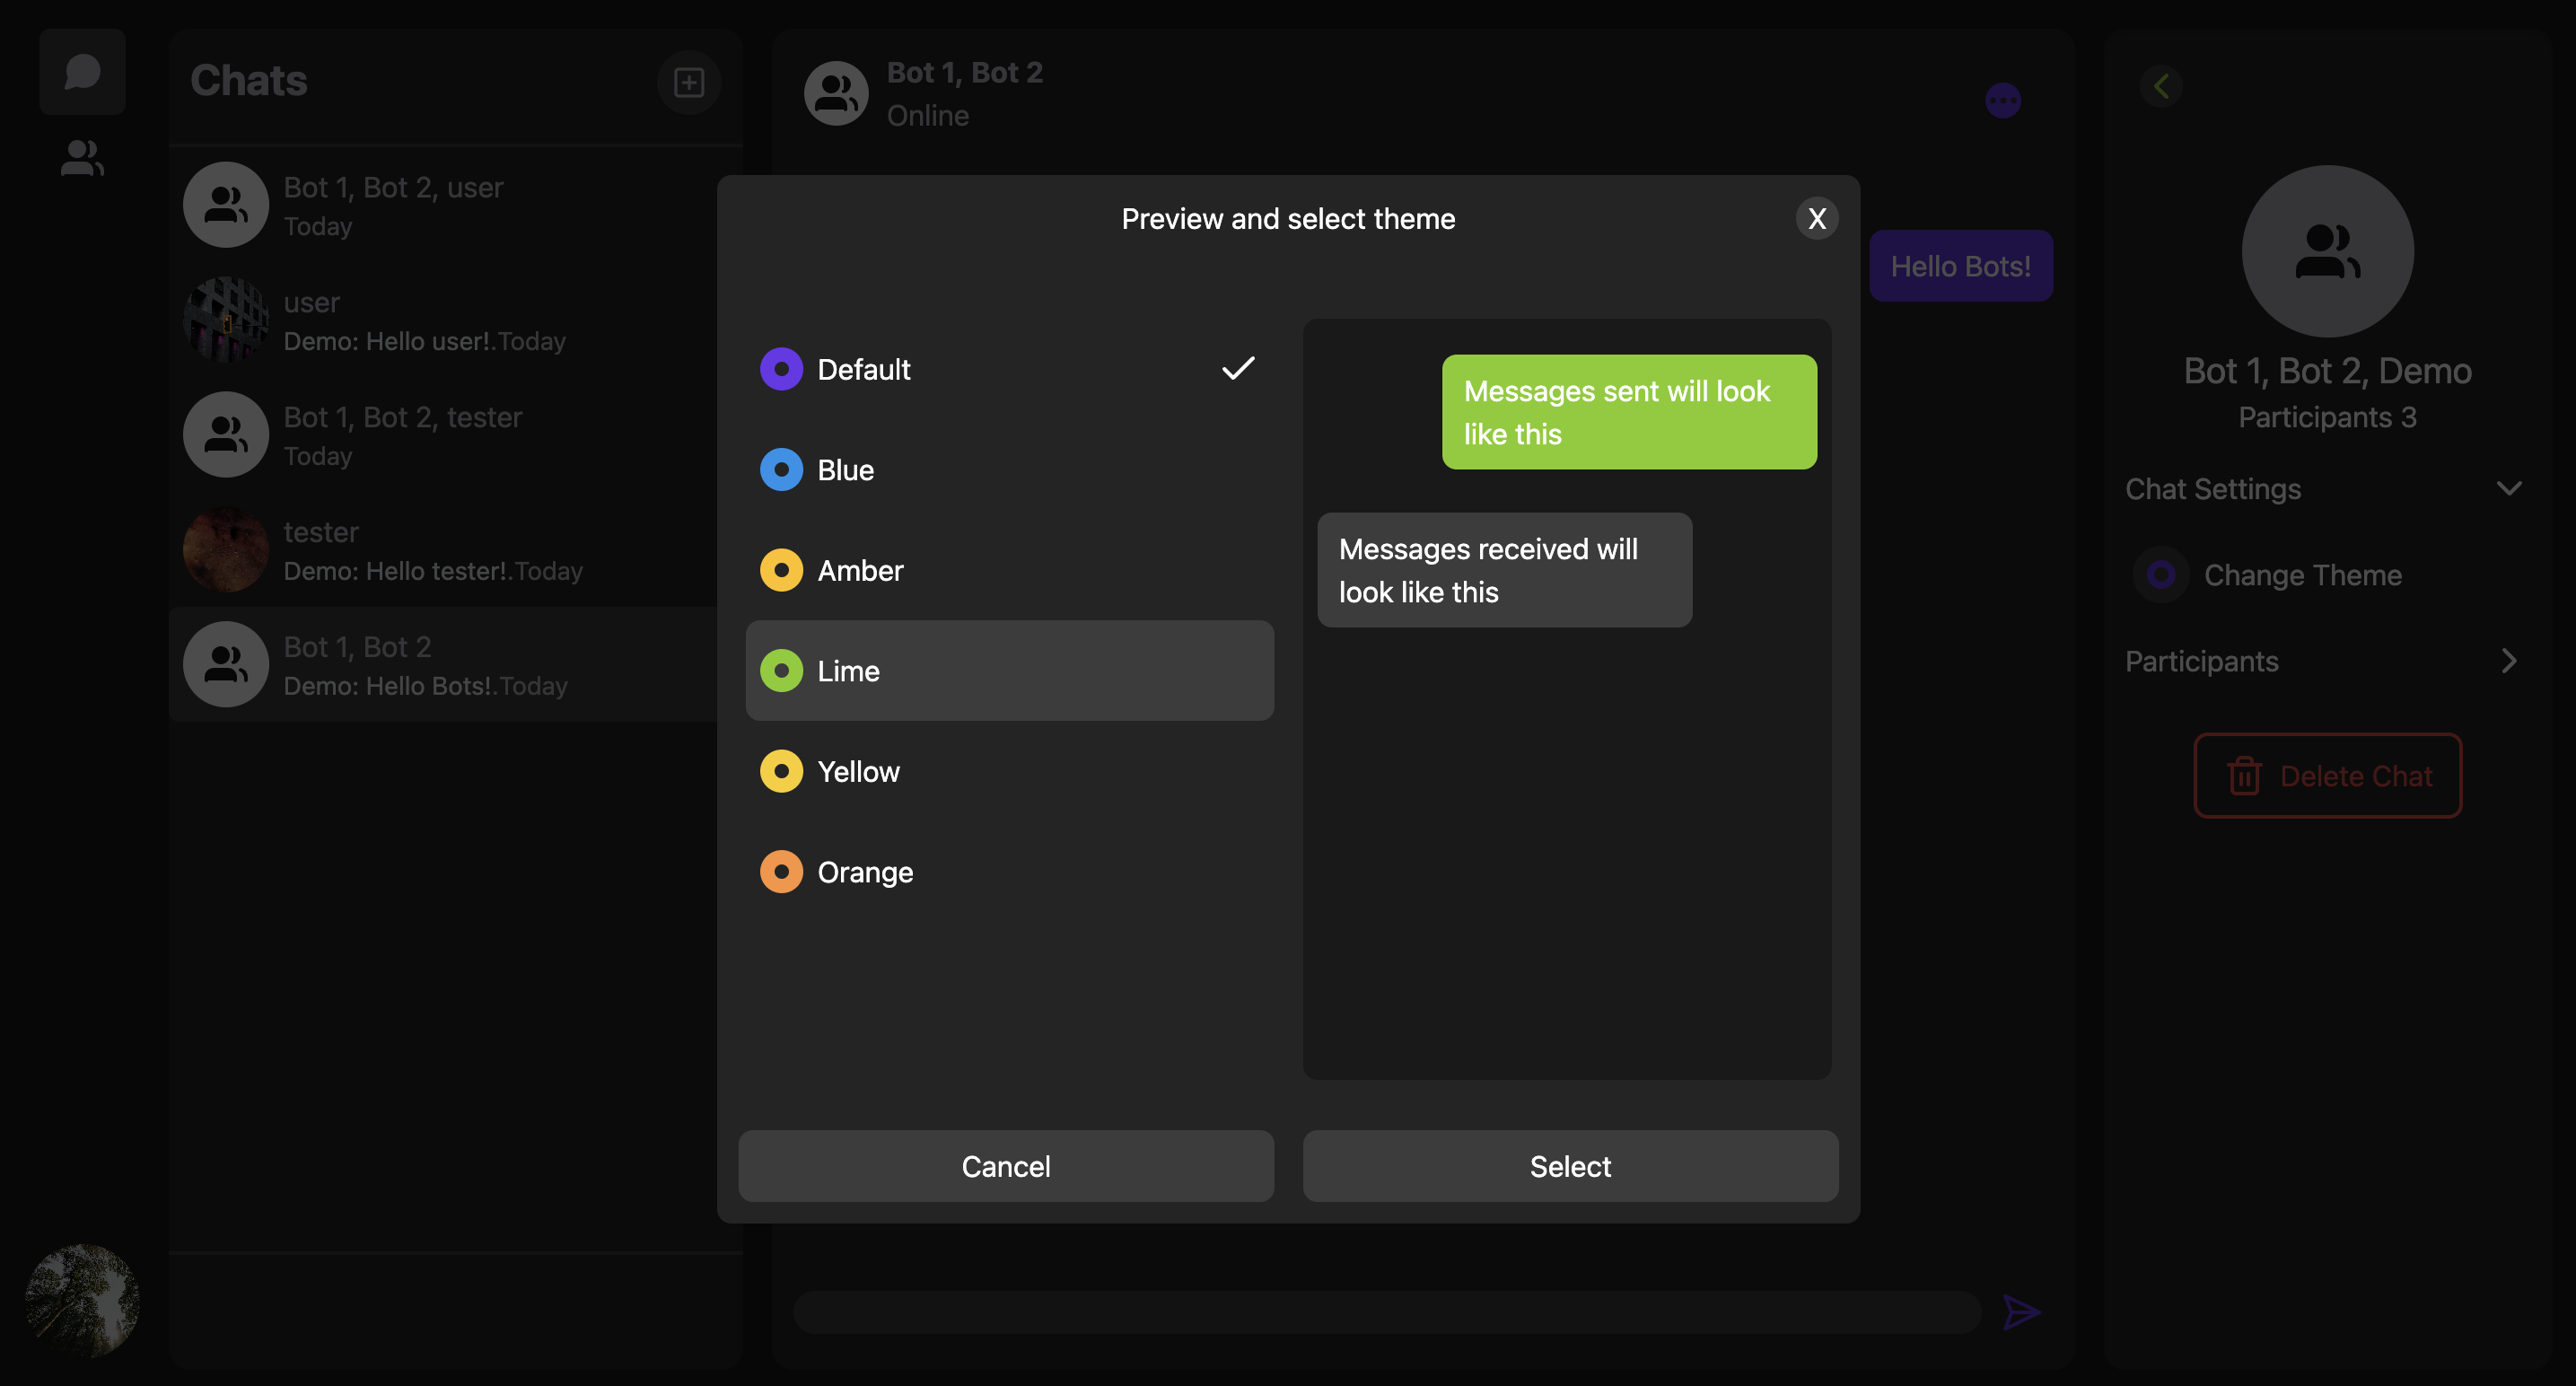 Chats
Bot 1, Bot 2, user
Today
user
Demo: Hello user!.Today
Bot 1, Bot 2, tester
Today
tester
Demo: Hello tester!.Today
Bot 1, Bot 2
Demo: Hello Bots!.Today
Bot 1, Bot 2
Online
Hello Bots!
Preview and select theme
X
Default
Blue
Amber
Lime
Yellow
Orange
Messages sent will look
like this
Messages received will
look like this
Cancel
Select
Bot 1, Bot 2, Demo
Participants 3
Chat Settings
Change Theme
Participants
Delete Chat